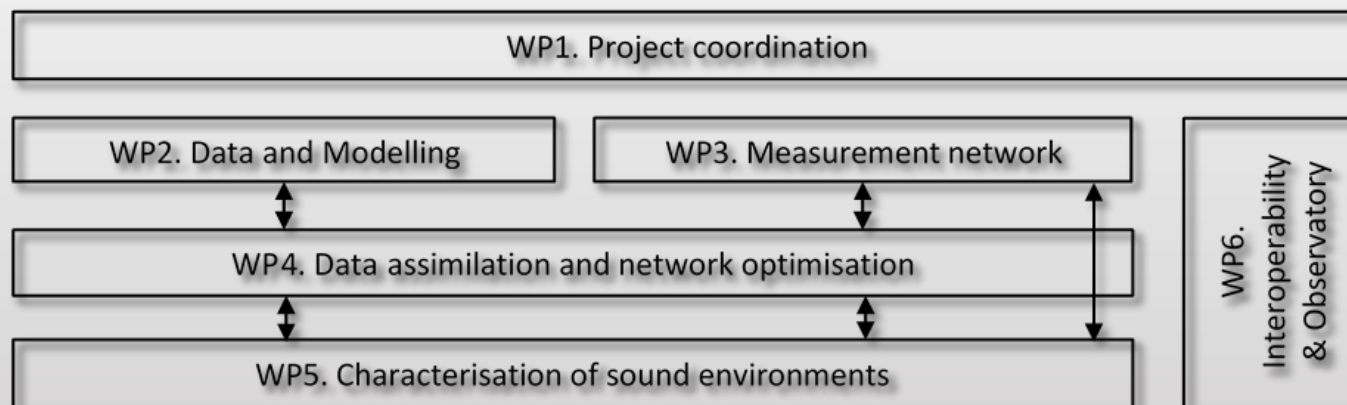 WP1. Project coordination
WP2. Data and Modelling
WP3. Measurement network
WP4. Data assimilation and network optimisation
WP5. Characterisation of sound environments
WP6.
Interoperability
& Observatory